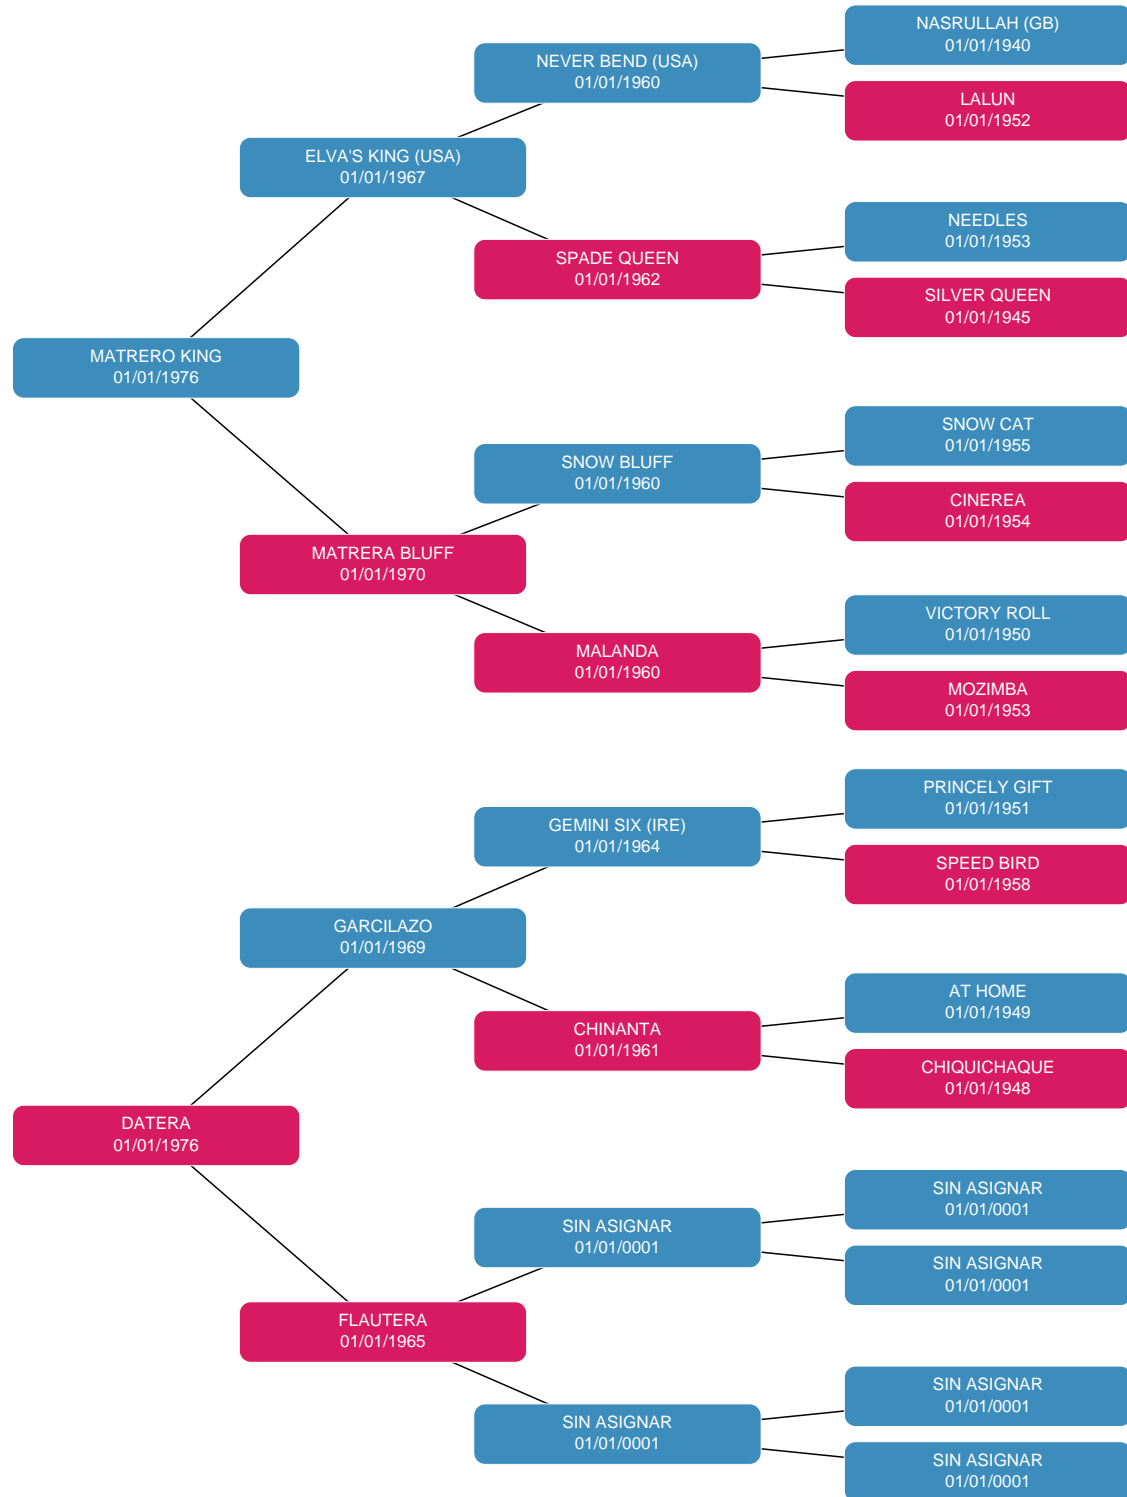 NASRULLAH (GB)
01/01/1940
NEVER BEND (USA)
01/01/1960
LALUN
01/01/1952
ELVA'S KING (USA)
01/01/1967
NEEDLES
01/01/1953
SPADE QUEEN
01/01/1962
SILVER QUEEN
01/01/1945
MATRERO KING
01/01/1976
SNOW CAT
01/01/1955
SNOW BLUFF
01/01/1960
CINEREA
01/01/1954
MATRERA BLUFF
01/01/1970
VICTORY ROLL
01/01/1950
MALANDA
01/01/1960
MOZIMBA
01/01/1953
PRINCELY GIFT
01/01/1951
GEMINI SIX (IRE)
01/01/1964
SPEED BIRD
01/01/1958
GARCILAZO
01/01/1969
AT HOME
01/01/1949
CHINANTA
01/01/1961
CHIQUICHAQUE
01/01/1948
DATERA
01/01/1976
SIN ASIGNAR
01/01/0001
SIN ASIGNAR
01/01/0001
SIN ASIGNAR
01/01/0001
FLAUTERA
01/01/1965
SIN ASIGNAR
01/01/0001
SIN ASIGNAR
01/01/0001
SIN ASIGNAR
01/01/0001